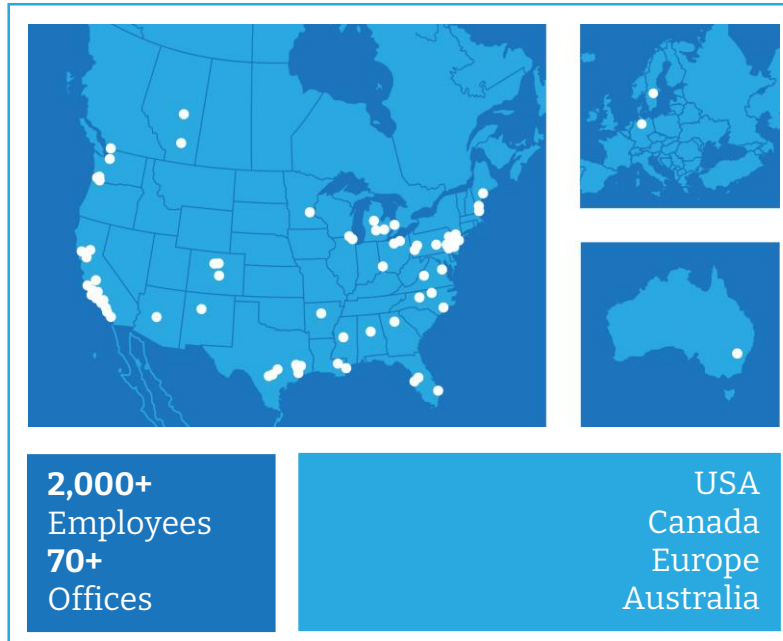 2,000+
Employees
70+
Offices
USA
Canada
Europe
Australia